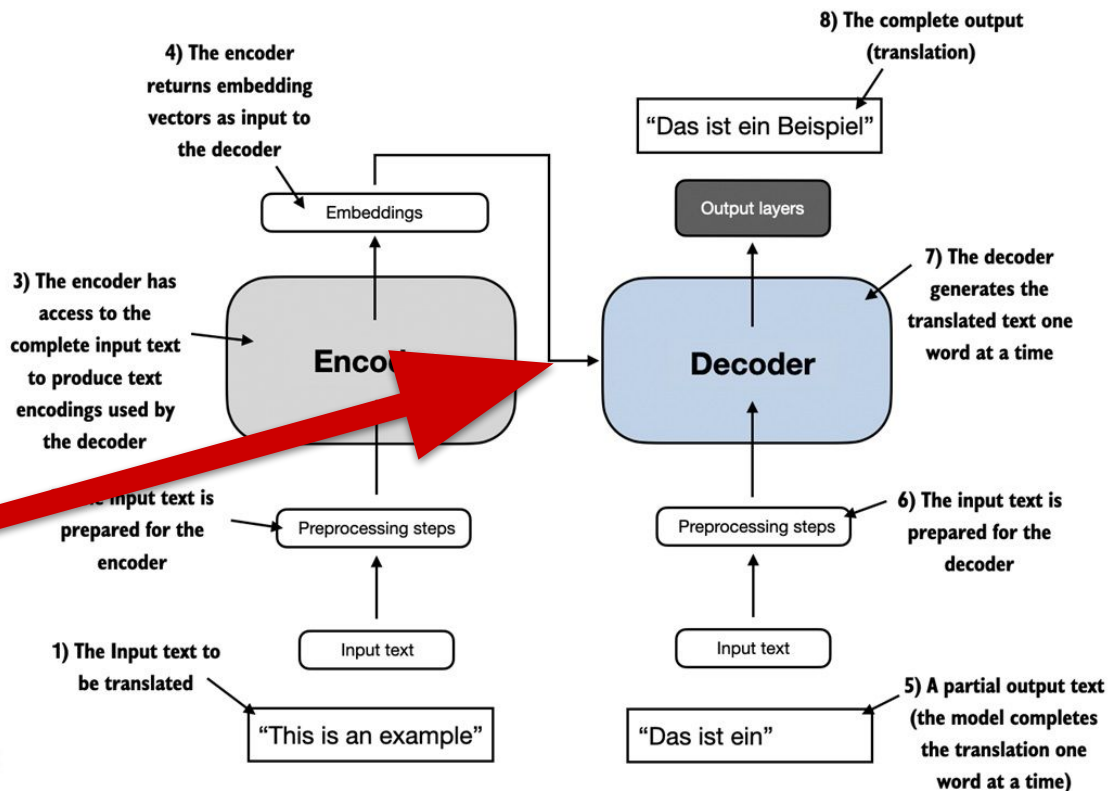 8) The complete output
(translation)
4) The encoder
returns embedding
vectors as input to
the decoder
“Das ist ein Beispiel”
Embeddings
Output layers
3) The encoder has
access to the
complete input text
to produce text
encodings used by
the decoder
7) The decoder
generates the
translated text one
word at a time
Decoder
input text is
prepared for the
encoder
Preprocessing steps
Preprocessing steps
6) The input text is
prepared for the
decoder
1) The Input text to
be translated
Input text
Input text
“This is an example”
“Das ist ein”
5) A partial output text
(the model completes
the translation one
word at a time)